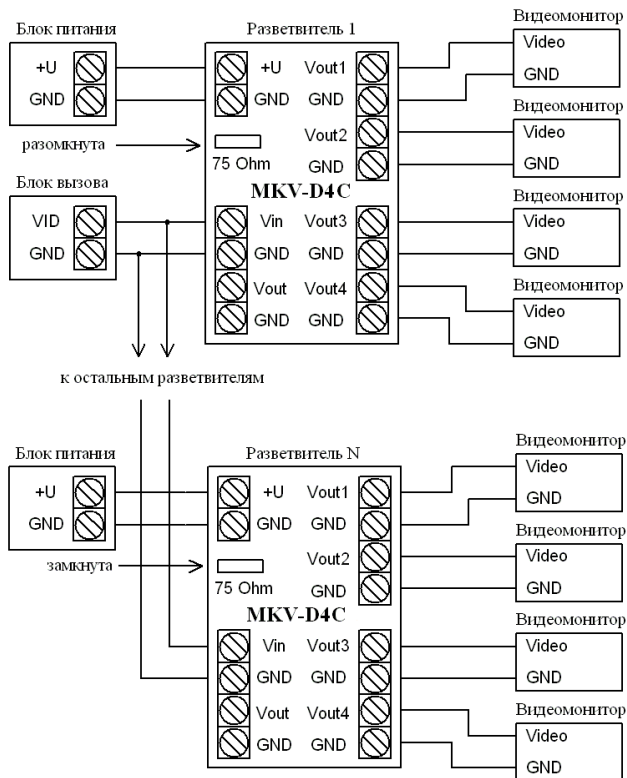 Блок питания
+U
GND
разомкнута
Разветвитель 1
+U
GND
75 Ohm
MKV-D4C
Vout1
GND
Vout2
GND
Видеомонитор
Video
GND
Видеомонитор
Video
GND
Блок вызова
VID
GND
Vin
GND
Vout
GND
Vout3
GND
Vout4
GND
Видеомонитор
Video
GND
Видеомонитор
Video
GND
к остальным разветвителям
Блок питания
+U
GND
замкнута
Разветвитель N
+U
GND
75 Ohm
MKV-D4C
Vout1
GND
Vout2
GND
Видеомонитор
Video
GND
Видеомонитор
Video
GND
Vin
GND
Vout
GND
Vout3
GND
Vout4
GND
Видеомонитор
Video
GND
Видеомонитор
Video
GND